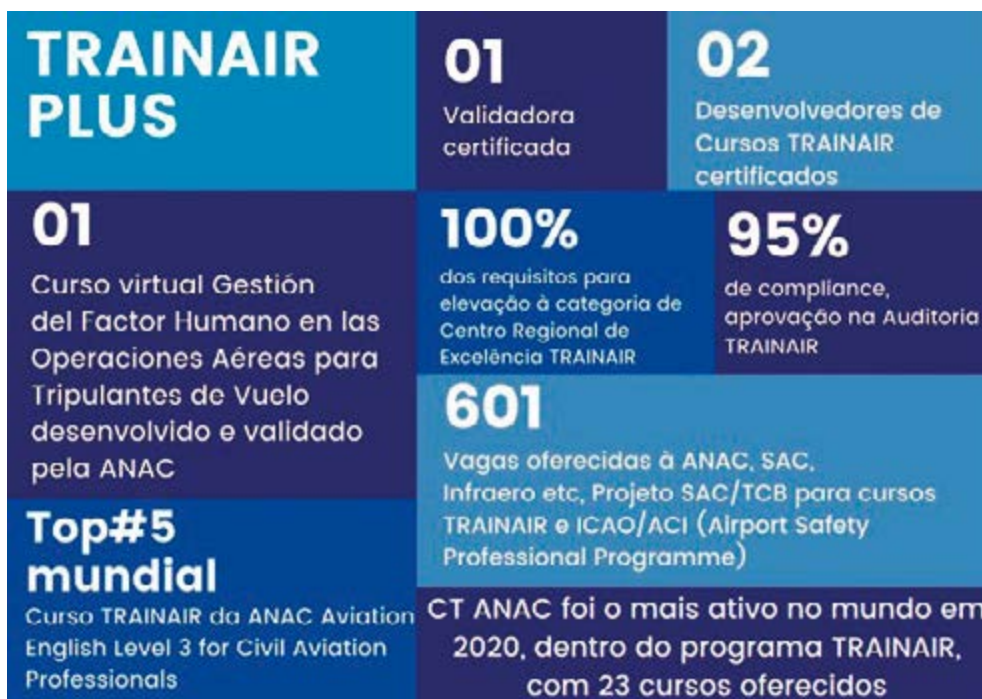 TRAINAIR
PLUS
01
Validadora
certificada
02
Desenvolvedores de
Cursos TRAINAIR
certificados
01
Curso virtual Gestión
del Factor Humano en las
Operaciones Aéreas para
Tripulantes de Vuelo
desenvolvido e validado
pela ANAC
100%
dos requisitos para
elevação à categoria de
Centro Regional de
Excelência TRAINAIR
95%
de compliance,
aprovação na Auditoria
TRAINAIR
601
Vagas oferecidas à ANAC, SAC,
Infraero etc, Projeto SAC/TCB para cursos
TRAINAIR e ICAO/ACI (Airport Safety
Professional Programme)
Top#5
mundial
Curso TRAINAIR da ANAC Aviation
English Level 3 for Civil Aviation
Professionals
CT ANAC foi o mais ativo no mundo em
2020, dentro do programa TRAINAIR,
com 23 cursos oferecidos